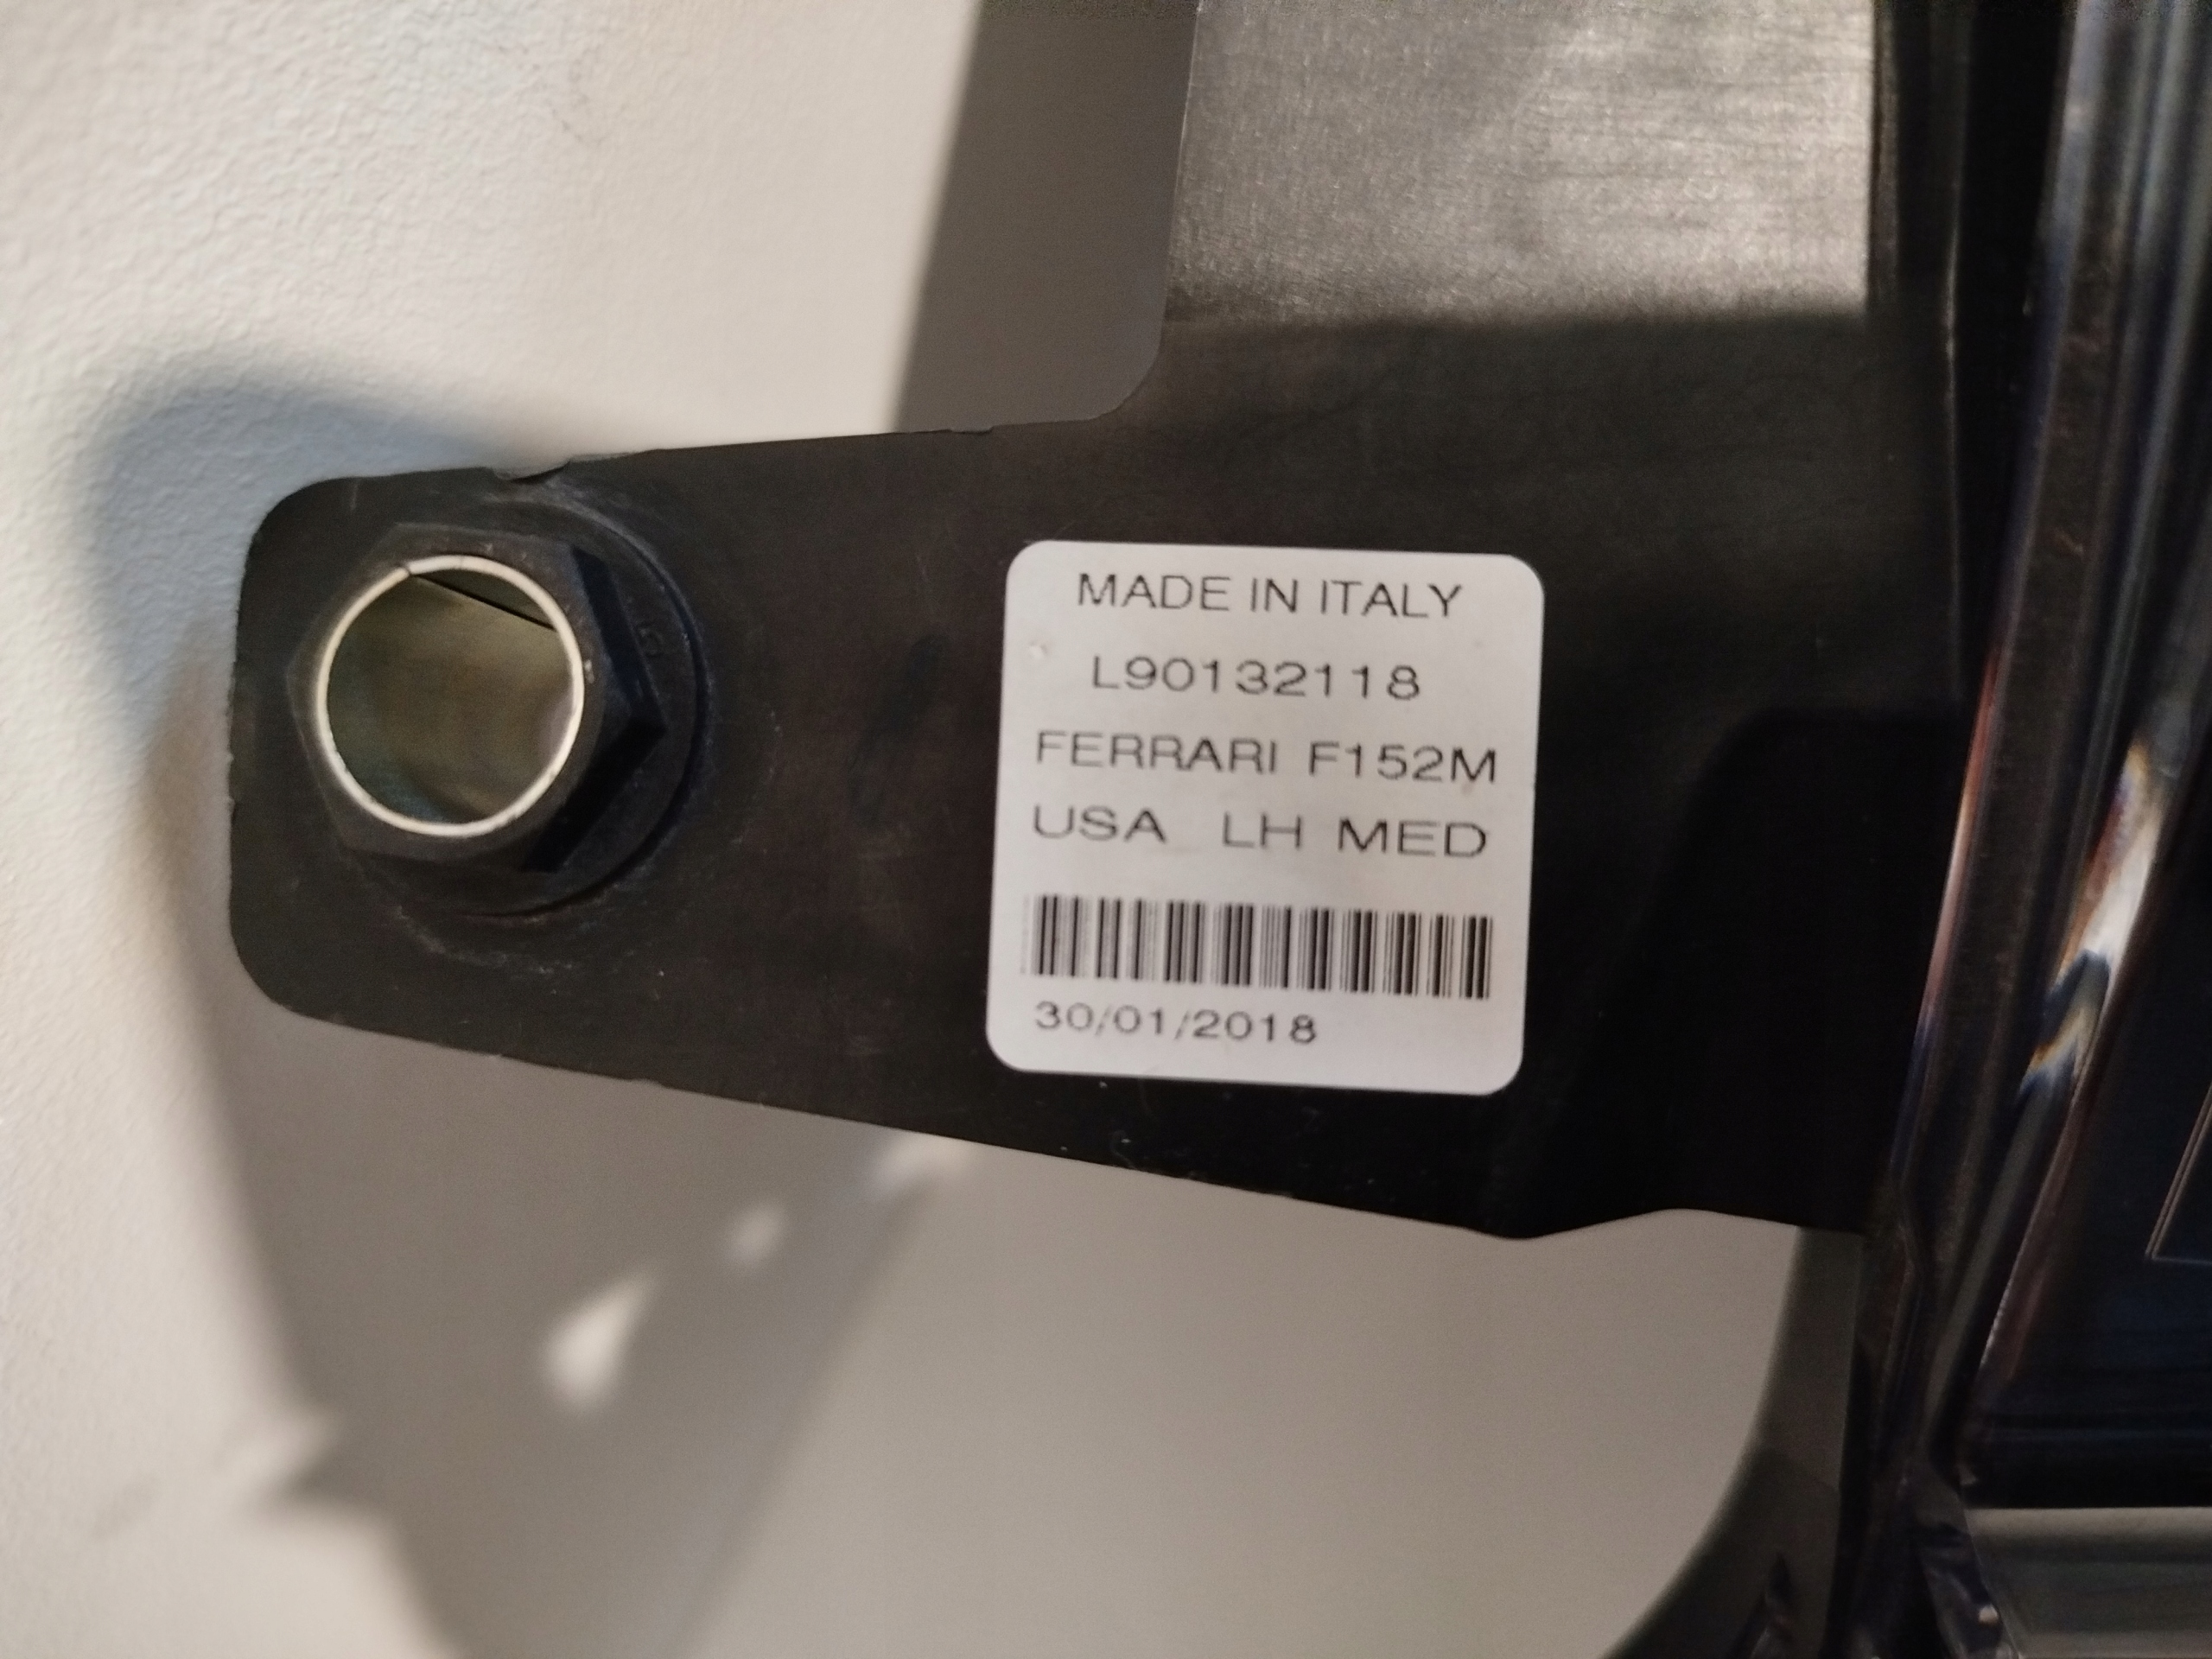 MADE IN ITALY
L90132118
FERRARI F152M
USA LH MED
30/01/2018